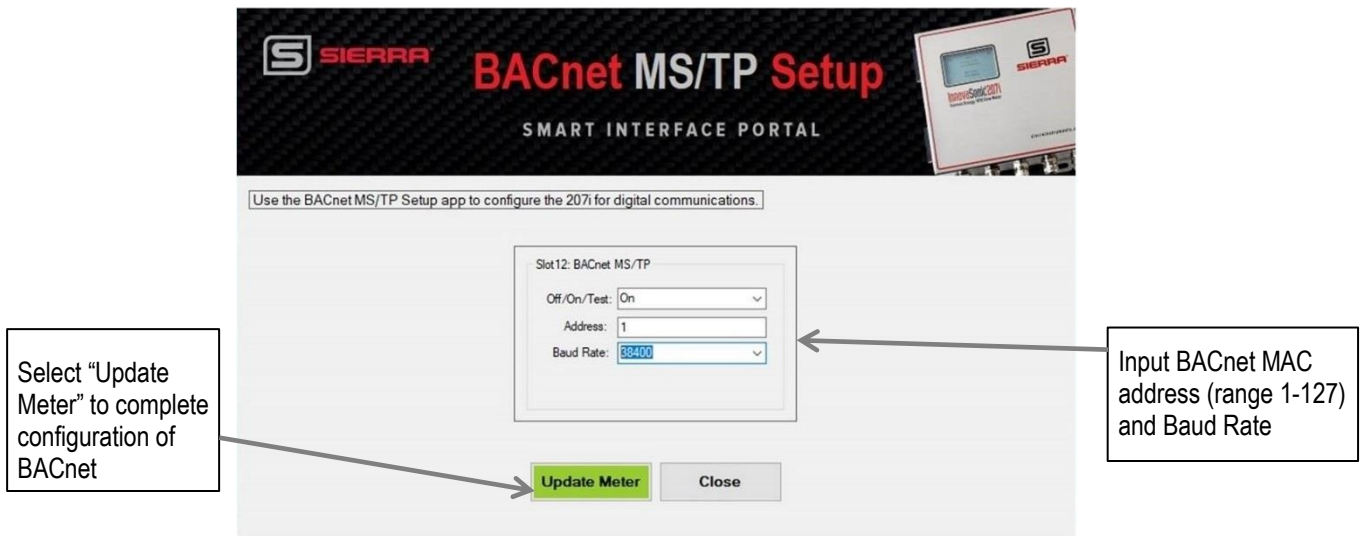 SIERRA
BACnet MS/TP Setup
SMART INTERFACE PORTAL
SIERRA
InnovaSonic207i
Use the BACnet MS/TP Setup app to configure the 207i for digital communications.
Slot12: BACnet MS/TP
Off/On/Test: On
Address: 1
Baud Rate: 38400
Select “Update
Meter” to complete
configuration of
BACnet
Input BACnet MAC
address (range 1-127)
and Baud Rate
Update Meter
Close